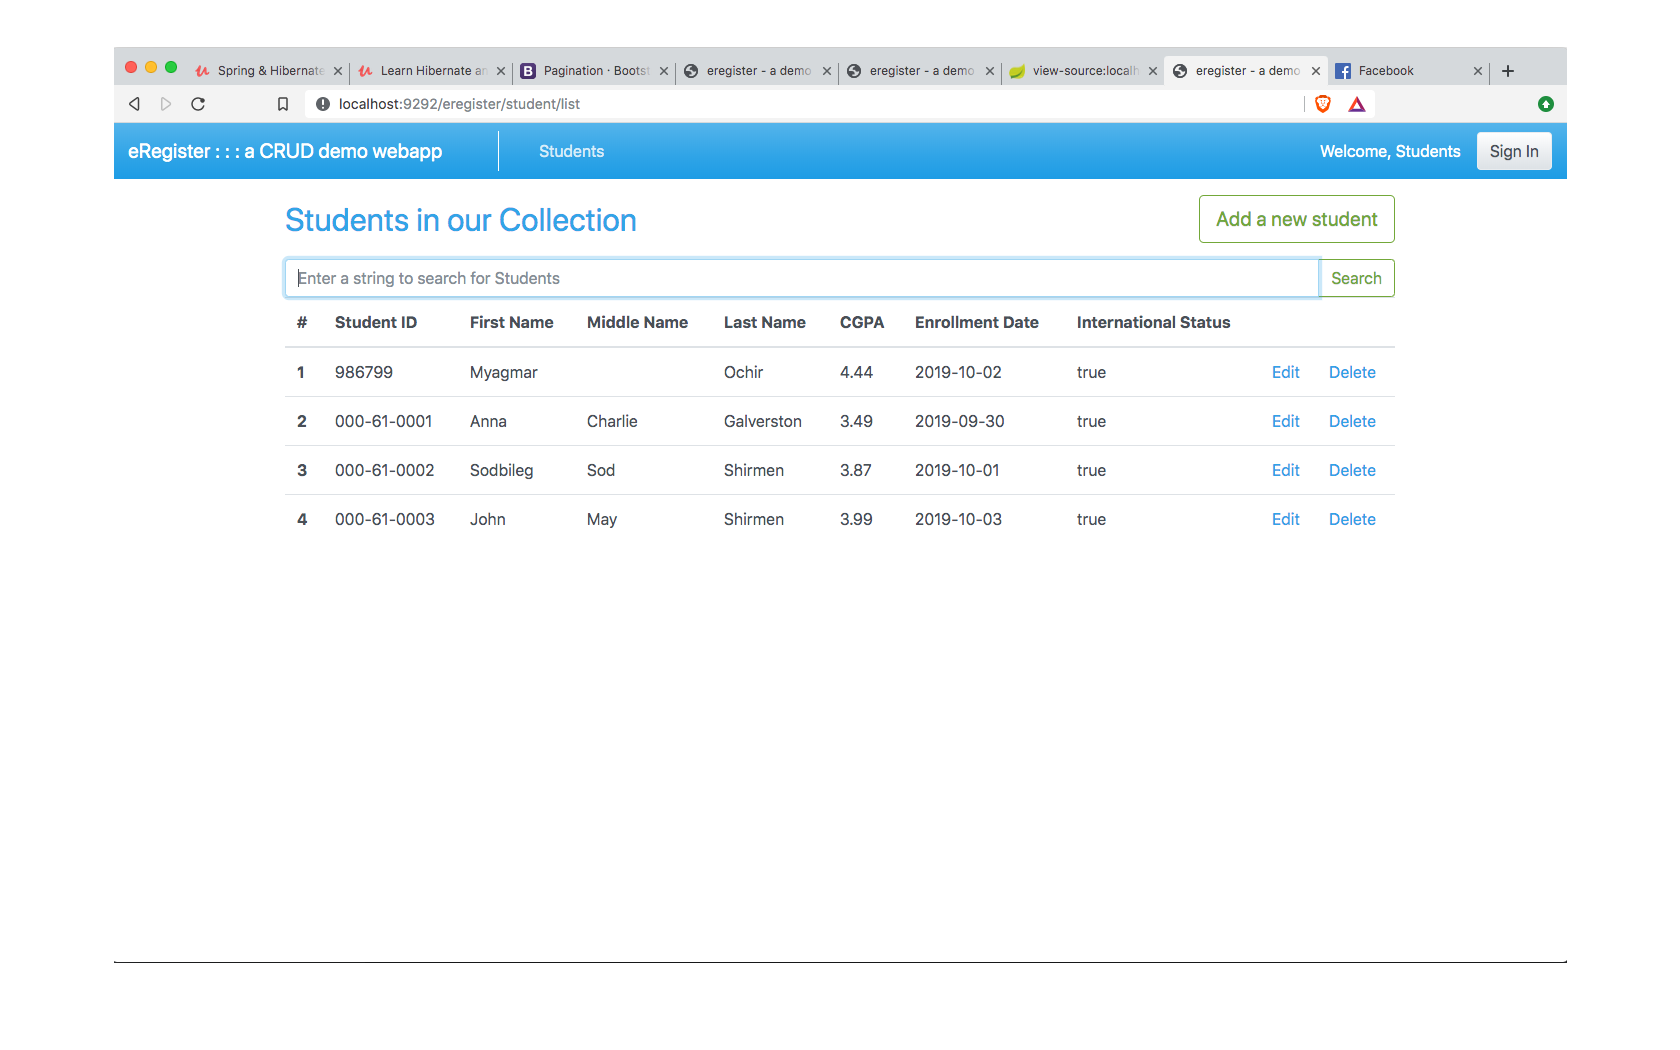 Spring & Hibernate Learn Hibernate an Pagination · Bootst eregister - a demo eregister - a demo view-source:localh eregister - a demo Facebook
localhost:9292/eregister/student/list
eRegister : : : a CRUD demo webapp Students Welcome, Students Sign In
Students in our Collection Add a new student
Enter a string to search for Students Search
# Student ID First Name Middle Name Last Name CGPA Enrollment Date International Status
1 986799 Myagmar Ochir 4.44 2019-10-02 true Edit Delete
2 000-61-0001 Anna Charlie Galverston 3.49 2019-09-30 true Edit Delete
3 000-61-0002 Sodbileg Sod Shirmen 3.87 2019-10-01 true Edit Delete
4 000-61-0003 John May Shirmen 3.99 2019-10-03 true Edit Delete